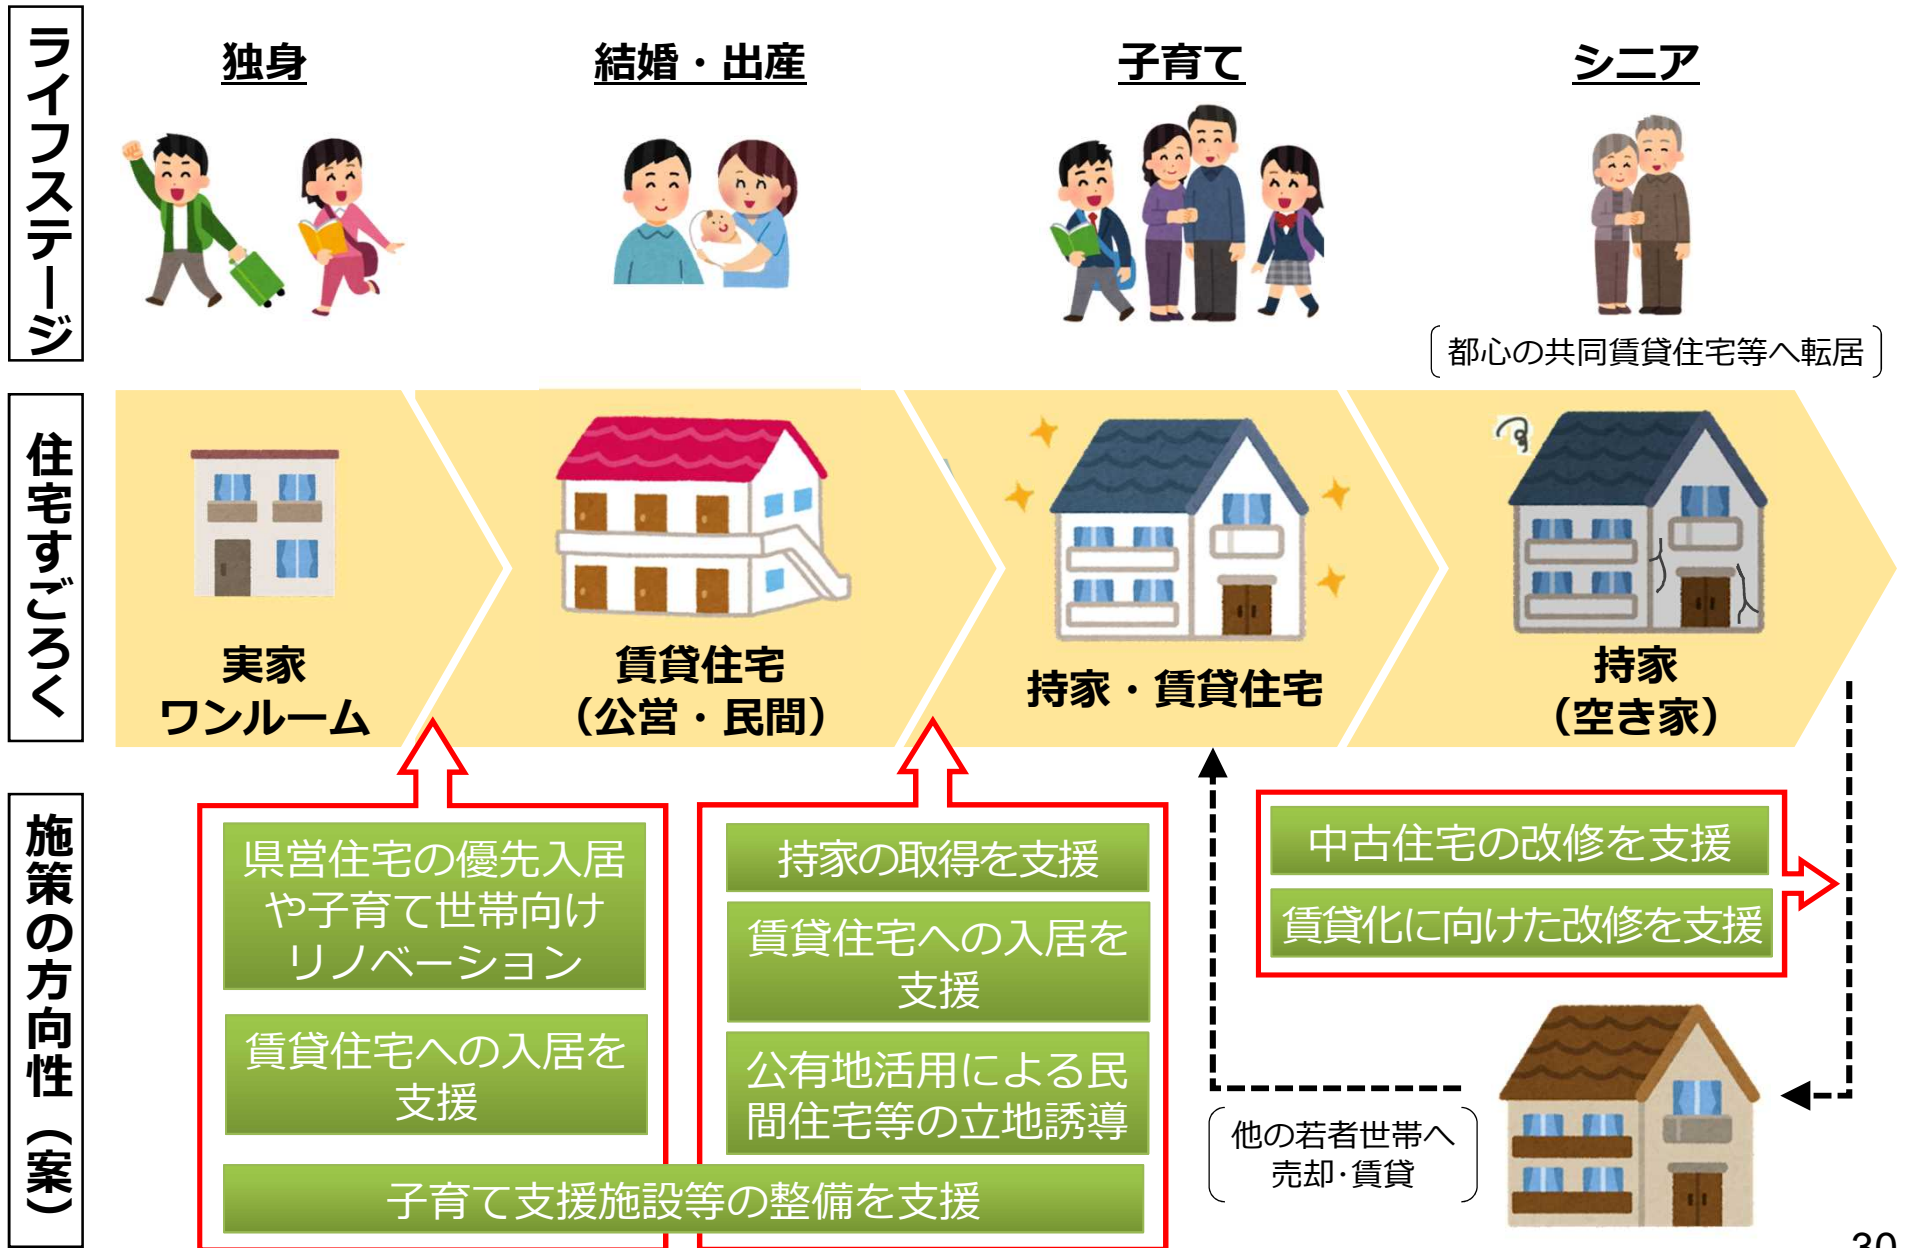 ライフステージ
独身
結婚・出産
子育て
シニア
都心の共同賃貸住宅等へ転居
住宅すごろく
実家
ワンルーム
賃貸住宅
（公営・民間）
持家・賃貸住宅
持家
（空き家）
施策の方向性（案）
県営住宅の優先入居
や子育て世帯向け
リノベーション
賃貸住宅への入居を
支援
持家の取得を支援
賃貸住宅への入居を
支援
公有地活用による民
間住宅等の立地誘導
子育て支援施設等の整備を支援
中古住宅の改修を支援
賃貸化に向けた改修を支援
他の若者世帯へ
売却･賃貸
30